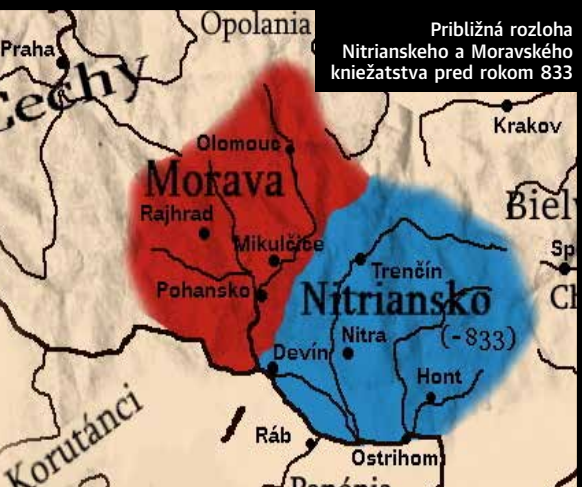 Približná rozloha
Nitrianskeho a Moravského
kniežatstva pred rokom 833
Opolania
Praha
Čechy
Krakov
Olomouc
Morava
Rajhrad
Mikulčice
Pohansko
Trenčín
Nitriansko
(-833)
Nitra
Devín
Hont
Ráb
Ostrihom
Korutánci
Panónia